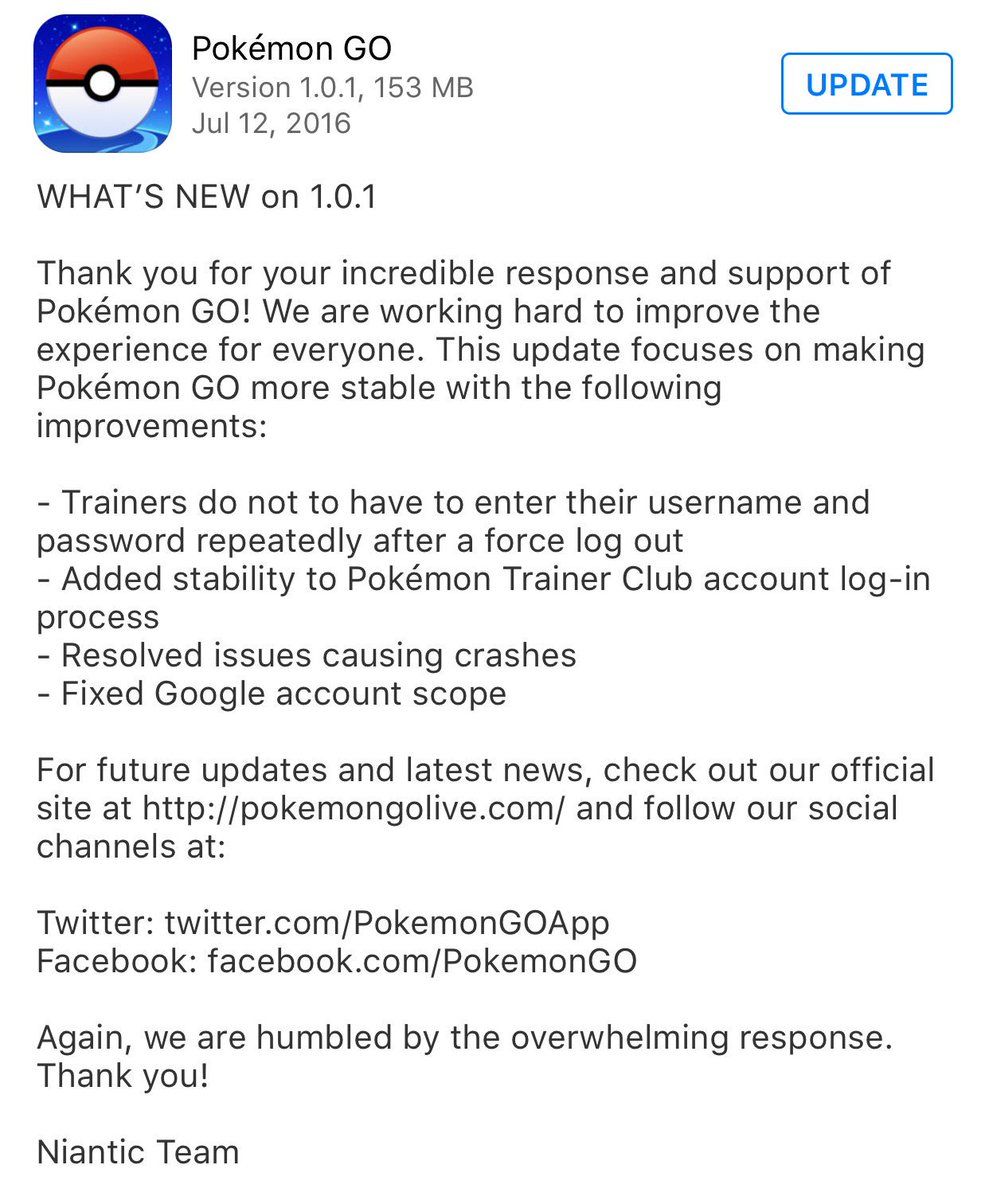 Pokémon GO
Version 1.0.1, 153 MB
Jul 12, 2016
UPDATE
WHAT'S NEW on 1.0.1
Thank you for your incredible response and support of
Pokémon GO! We are working hard to improve the
experience for everyone. This update focuses on making
Pokémon GO more stable with the following
improvements:
- Trainers do not to have to enter their username and
password repeatedly after a force log out
- Added stability to Pokémon Trainer Club account log-in
process
- Resolved issues causing crashes
- Fixed Google account scope
For future updates and latest news, check out our official
site at http://pokemongolive.com/ and follow our social
channels at:
Twitter: twitter.com/PokemonGOApp
Facebook: facebook.com/PokemonGO
Again, we are humbled by the overwhelming response.
Thank you!
Niantic Team